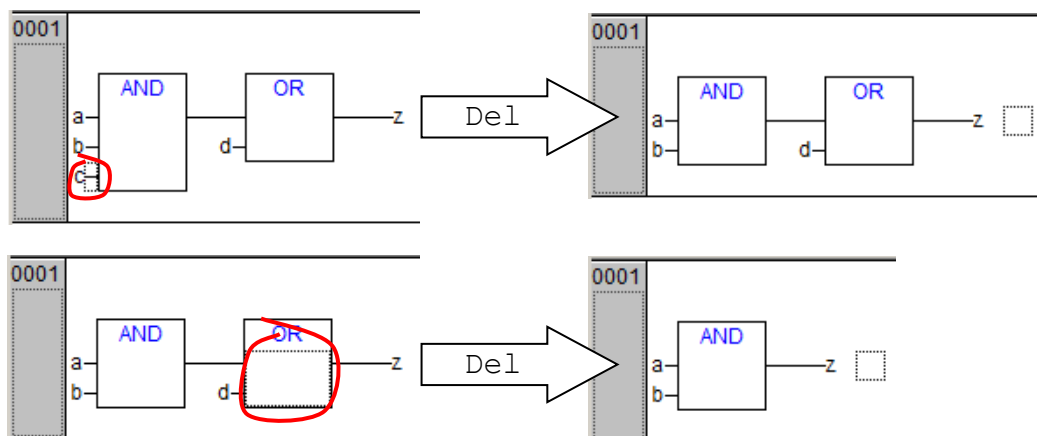 0001
AND OR
a z
b d
c
Del
0001
AND OR
a z
b d
0001
AND OR
a z
b d
Del
0001
AND
a z
b